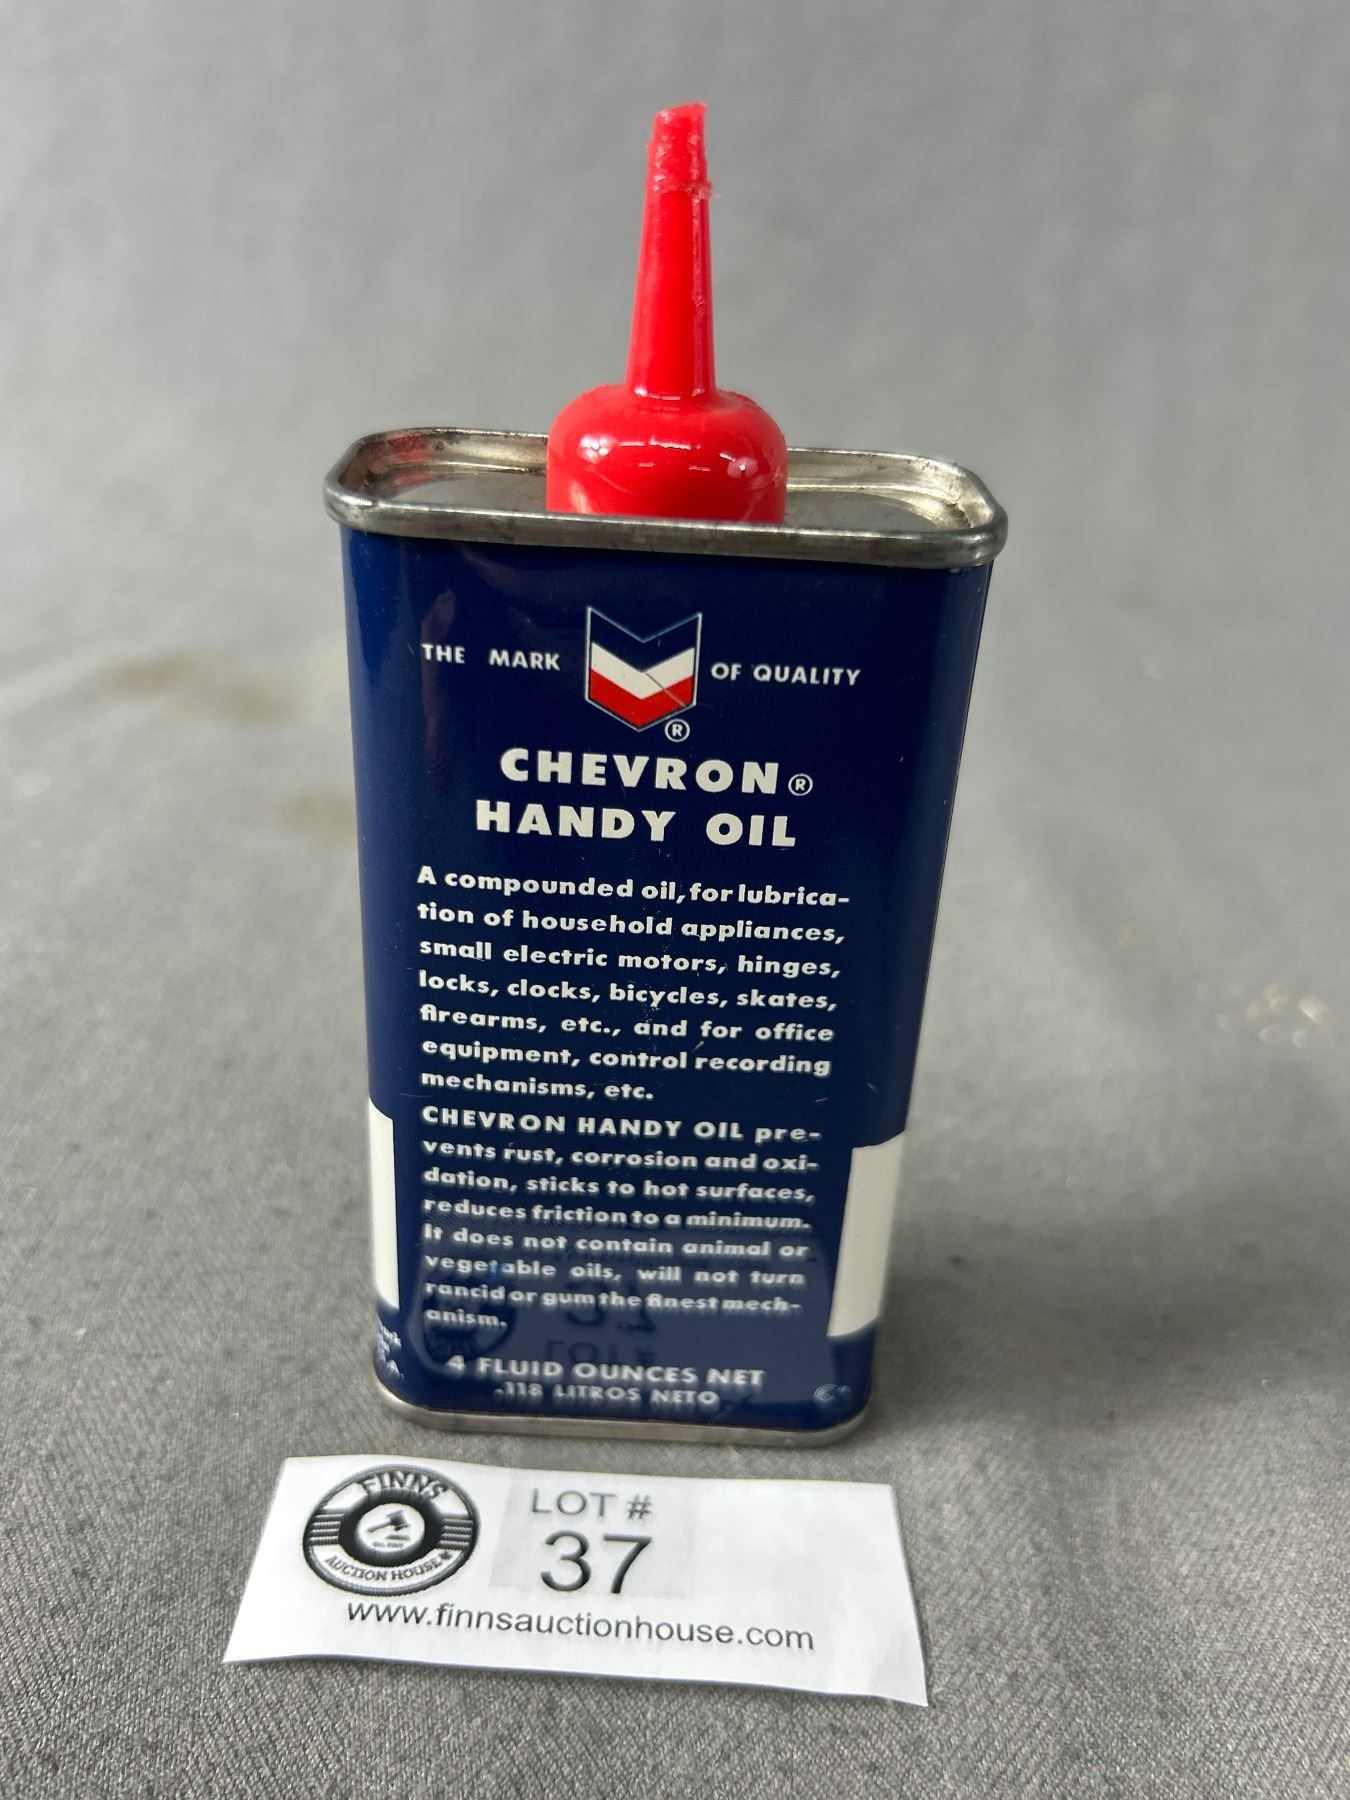 THE MARK OF QUALITY
®
CHEVRON®
HANDY OIL
A compounded oil, for lubrica-
tion of household appliances,
small electric motors, hinges,
locks, clocks, bicycles, skates,
firearms, etc., and for office
equipment, control recording
mechanisms, etc.
CHEVRON HANDY OIL pre-
vents rust, corrosion and oxi-
dation, sticks to hot surfaces,
reduces friction to a minimum.
It does not contain animal or
vegetable oils, will not turn
rancid or gum the finest mech-
anism.
4 FLUID OUNCES NET
.118 LITROS NETO
FINNS
AUCTION HOUSE
LOT #
37
www.finnsauctionhouse.com